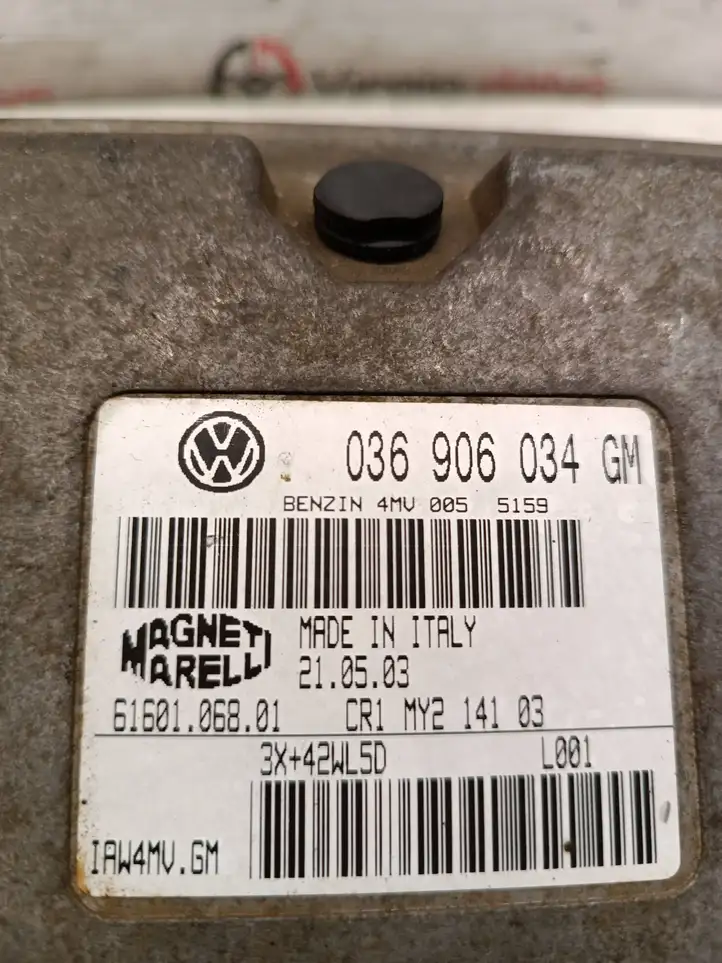 036 906 034 GM
BENZIN 4MV 005 5159
MAGNETI MARELLI
MADE IN ITALY
21.05.03
61601.068.01 CR1 MY2 141 03
3X+42WL5D L001
IAW4MV.GM